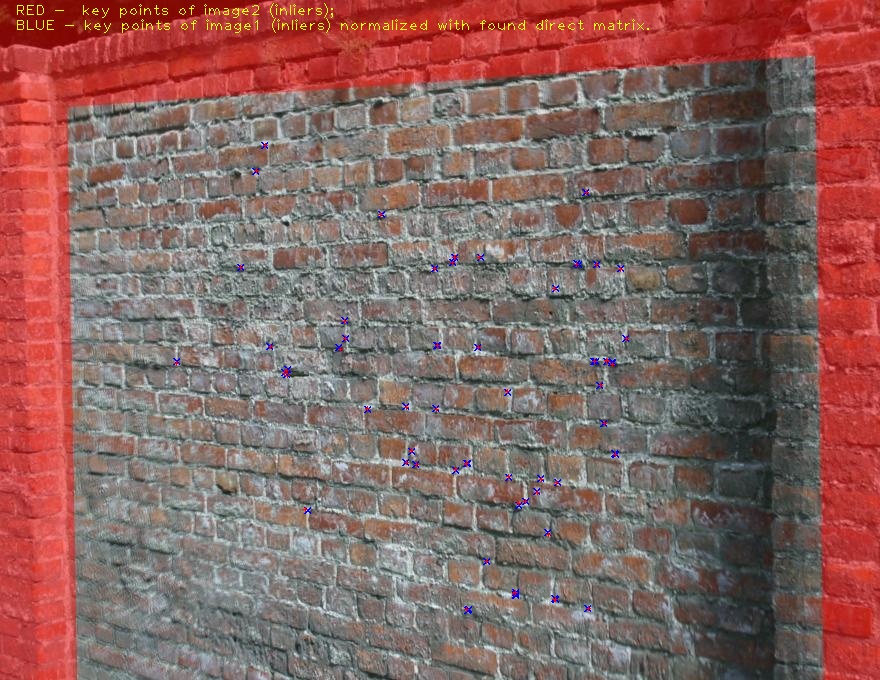 RED -  key points of image2 (inliers);
BLUE - key points of image1 (inliers) normalized with found direct matrix.